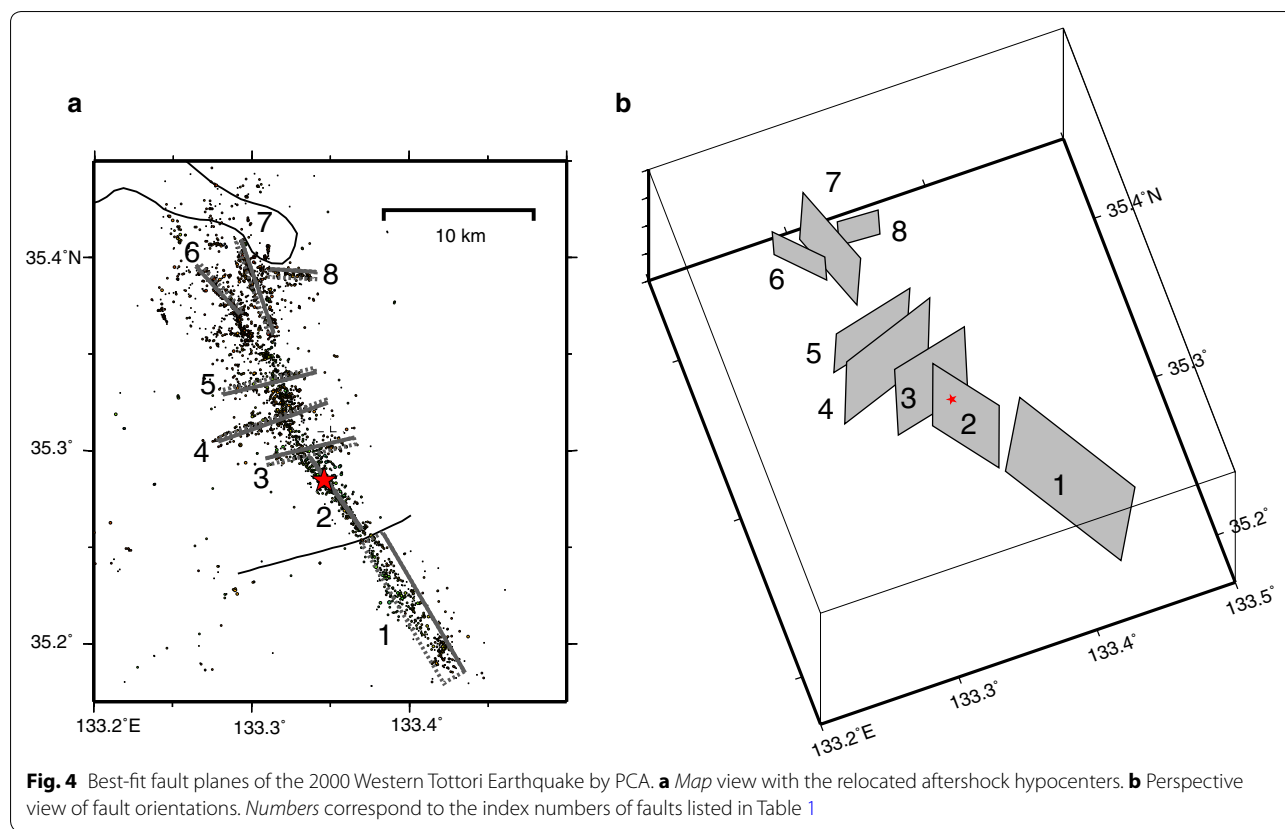 a
b
10 km
35.4˚N
35.3˚
35.2˚
133.2˚E
133.3˚
133.4˚
6
7
8
5
4
3
2
1
7
8
6
5
4
3
2
1
35.4˚N
35.3˚
35.2˚
133.5˚
133.4˚
133.3˚
133.2˚E
Fig. 4 Best-fit fault planes of the 2000 Western Tottori Earthquake by PCA. a Map view with the relocated aftershock hypocenters. b Perspective
view of fault orientations. Numbers correspond to the index numbers of faults listed in Table 1